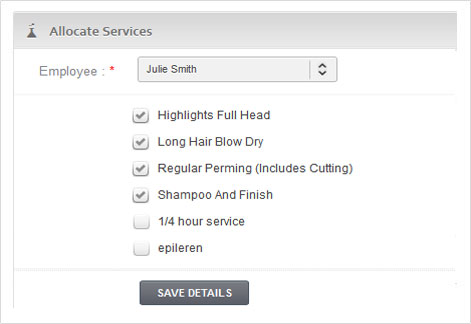 Allocate Services
Employee : * Julie Smith
Highlights Full Head
Long Hair Blow Dry
Regular Perming (Includes Cutting)
Shampoo And Finish
1/4 hour service
epileren
SAVE DETAILS